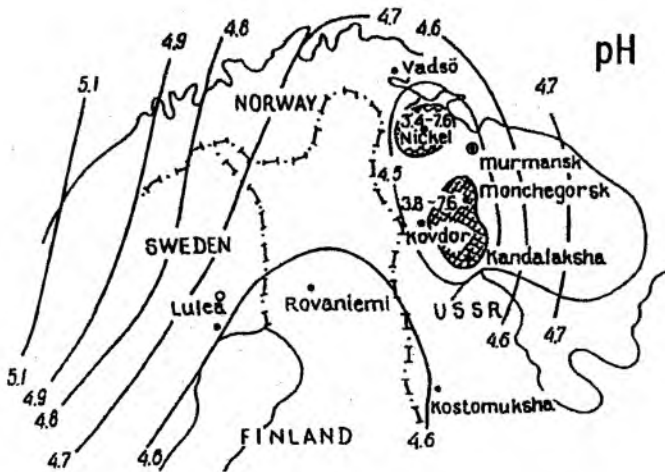 4.7
4.6
4.8
4.9
5.1
pH
Vadsö
4.7
NORWAY
3.4-7.6
Nickel
Murmansk
4.5
Monchegorsk
3.8-7.6
SWEDEN
Kovdor
Kandalaksha
Luleå
Rovaniemi
USSR
4.6
4.7
5.1
4.9
4.8
Kostomuksha
4.7
4.6
FINLAND
4.6